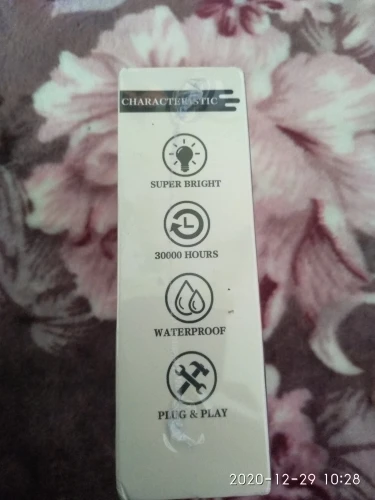 CHARACTERISTIC
SUPER BRIGHT
30000 HOURS
WATERPROOF
PLUG & PLAY
2020-12-29 10:28